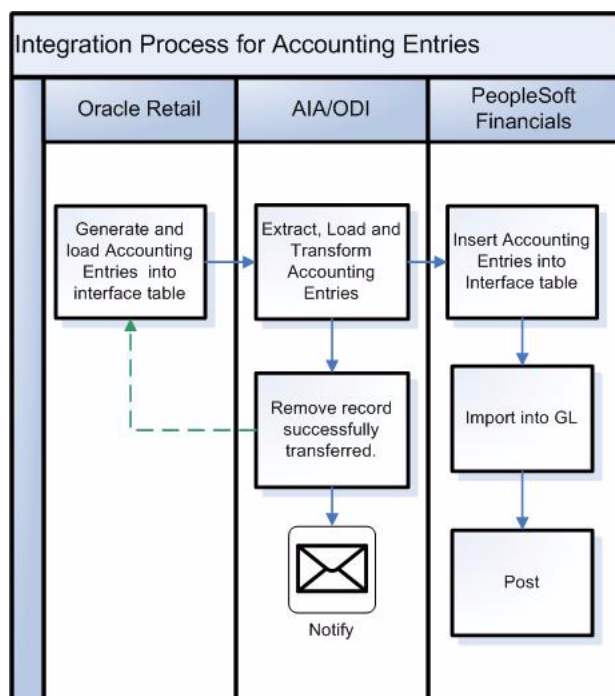 Integration Process for Accounting Entries
Oracle Retail
AIA/ODI
PeopleSoft
Financials
Generate and
load Accounting
Entries into
interface table
Extract, Load and
Transform
Accounting
Entries
Insert Accounting
Entries into
Interface table
Remove record
successfully
transferred.
Import into GL
Notify
Post